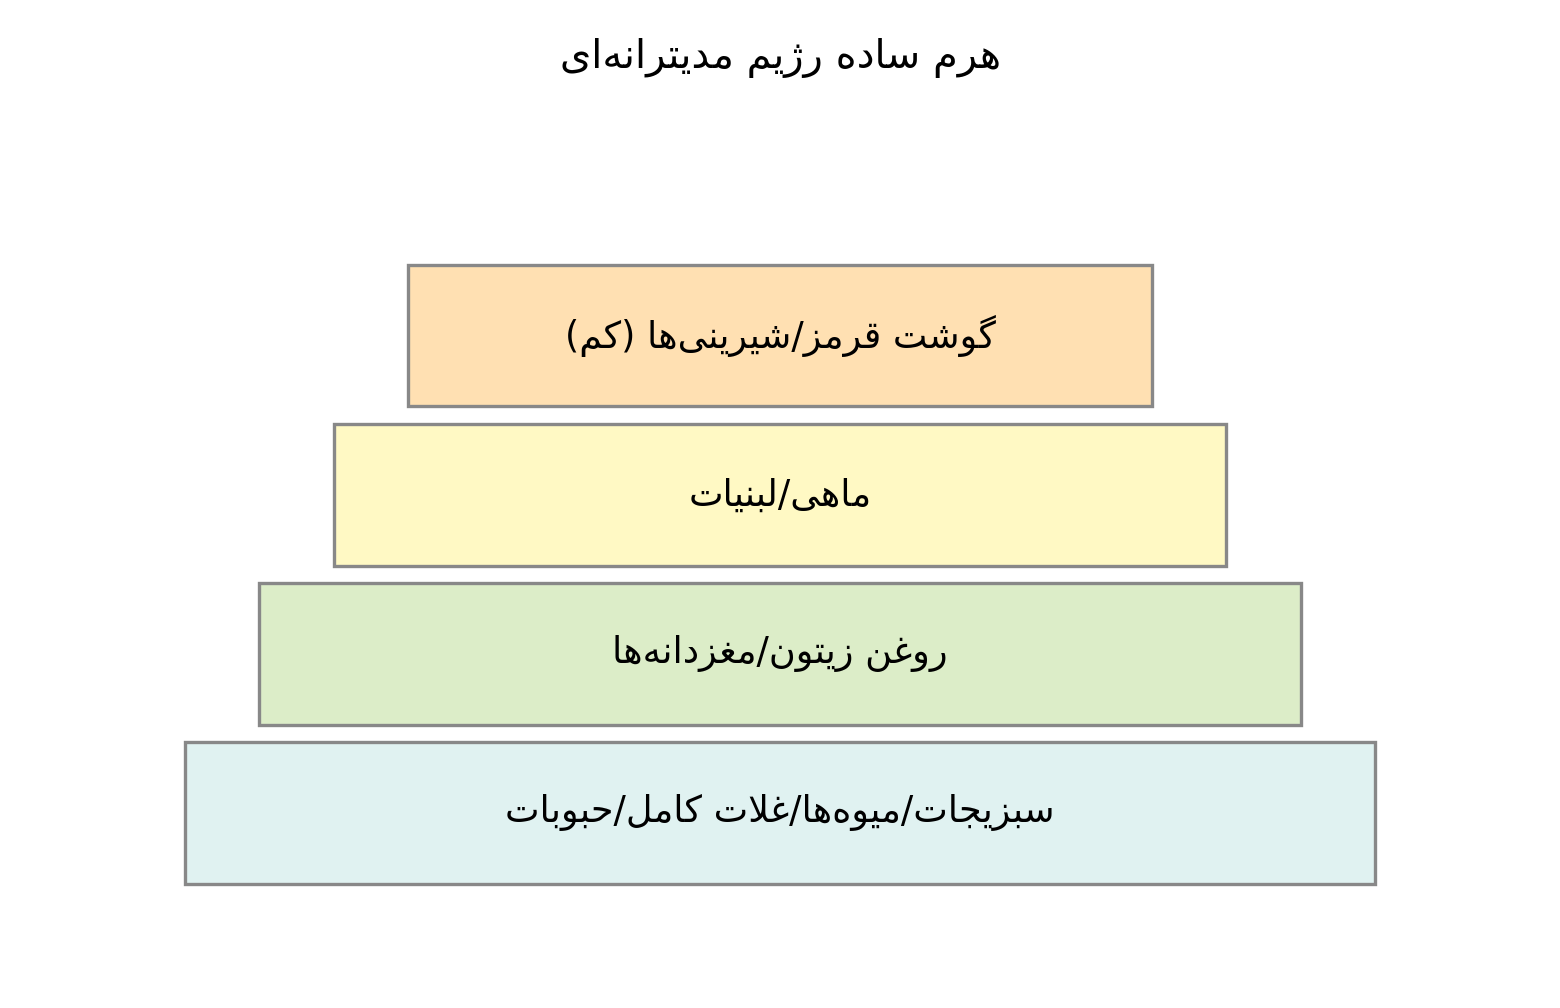 هرم ساده رژیم مدیترانه‌ای
گوشت قرمز/شیرینی‌ها (کم)
ماهی/لبنیات
روغن زیتون/مغزدانه‌ها
سبزیجات/میوه‌ها/غلات کامل/حبوبات